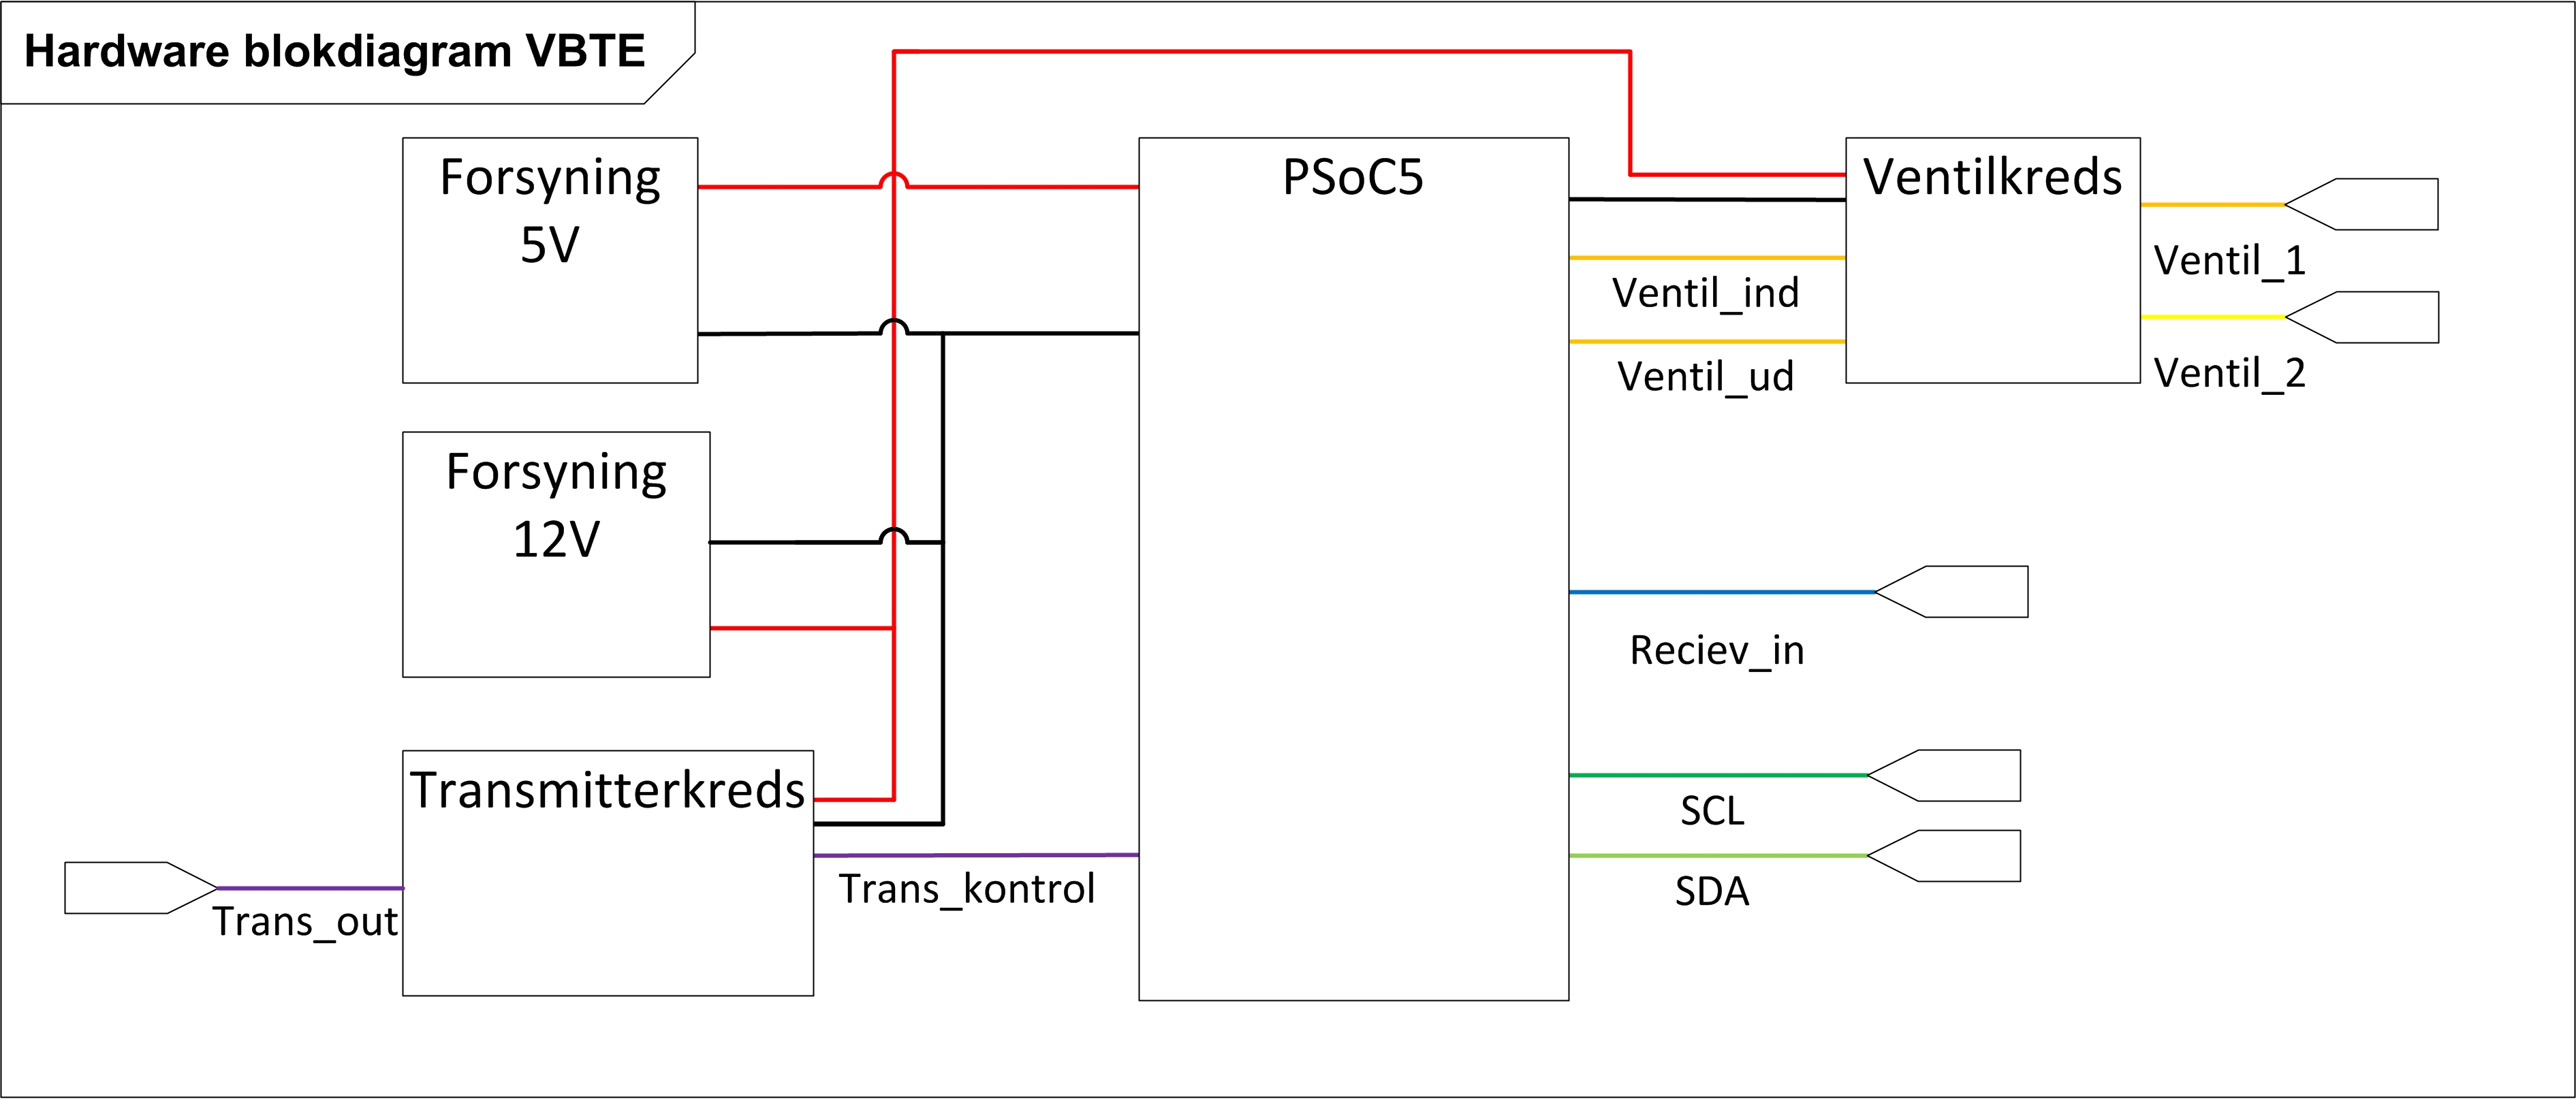 Hardware blokdiagram VBTE
Forsyning
5V
PSoC5
Ventilkreds
Ventil_1
Ventil_ind
Ventil_2
Ventil_ud
Forsyning
12V
Reciev_in
Transmitterkreds
SCL
Trans_kontrol
SDA
Trans_out